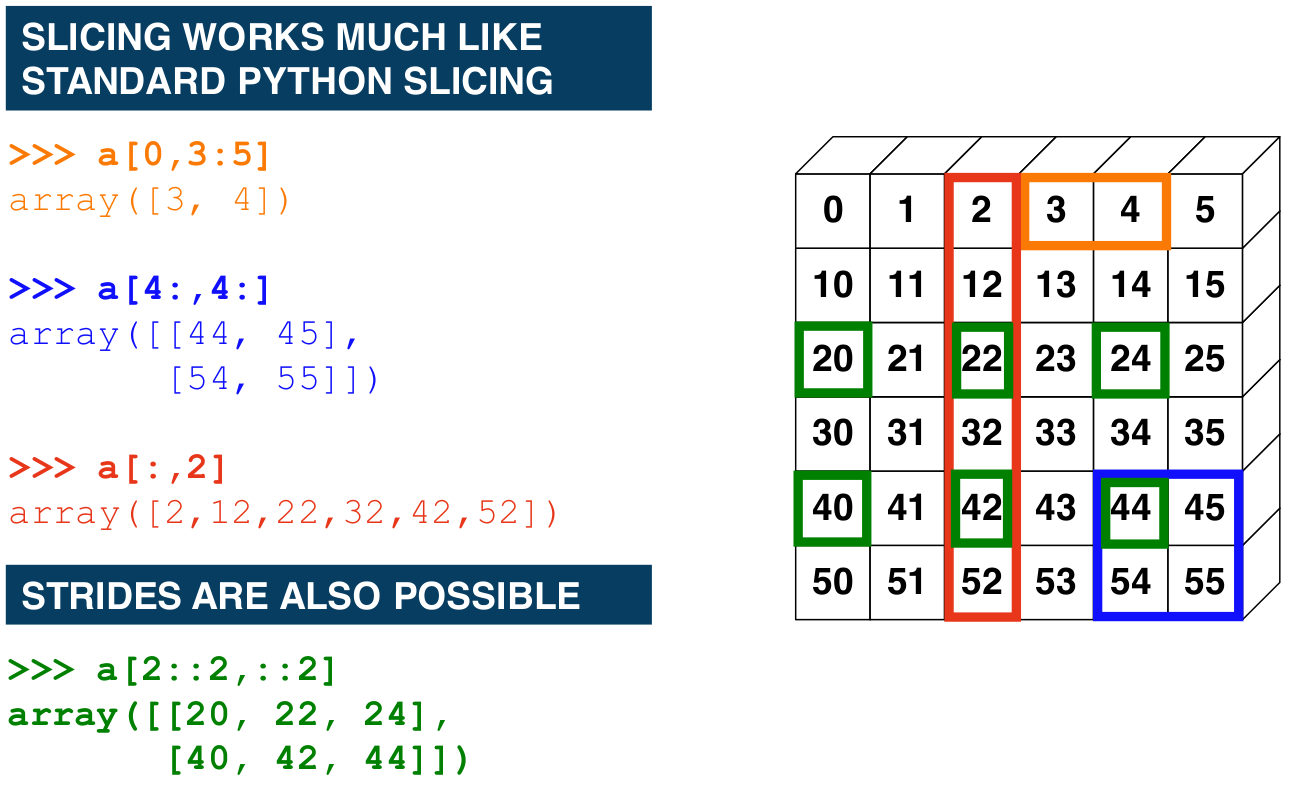 SLICING WORKS MUCH LIKE
STANDARD PYTHON SLICING
>>> a[0,3:5]
array([3, 4])
>>> a[4:,4:]
array([[44, 45],
[54, 55]])
>>> a[:,2]
array([2,12,22,32,42,52])
STRIDES ARE ALSO POSSIBLE
>>> a[2::2,::2]
array([[20, 22, 24],
[40, 42, 44]])
0 1 2 3 4 5
10 11 12 13 14 15
20 21 22 23 24 25
30 31 32 33 34 35
40 41 42 43 44 45
50 51 52 53 54 55